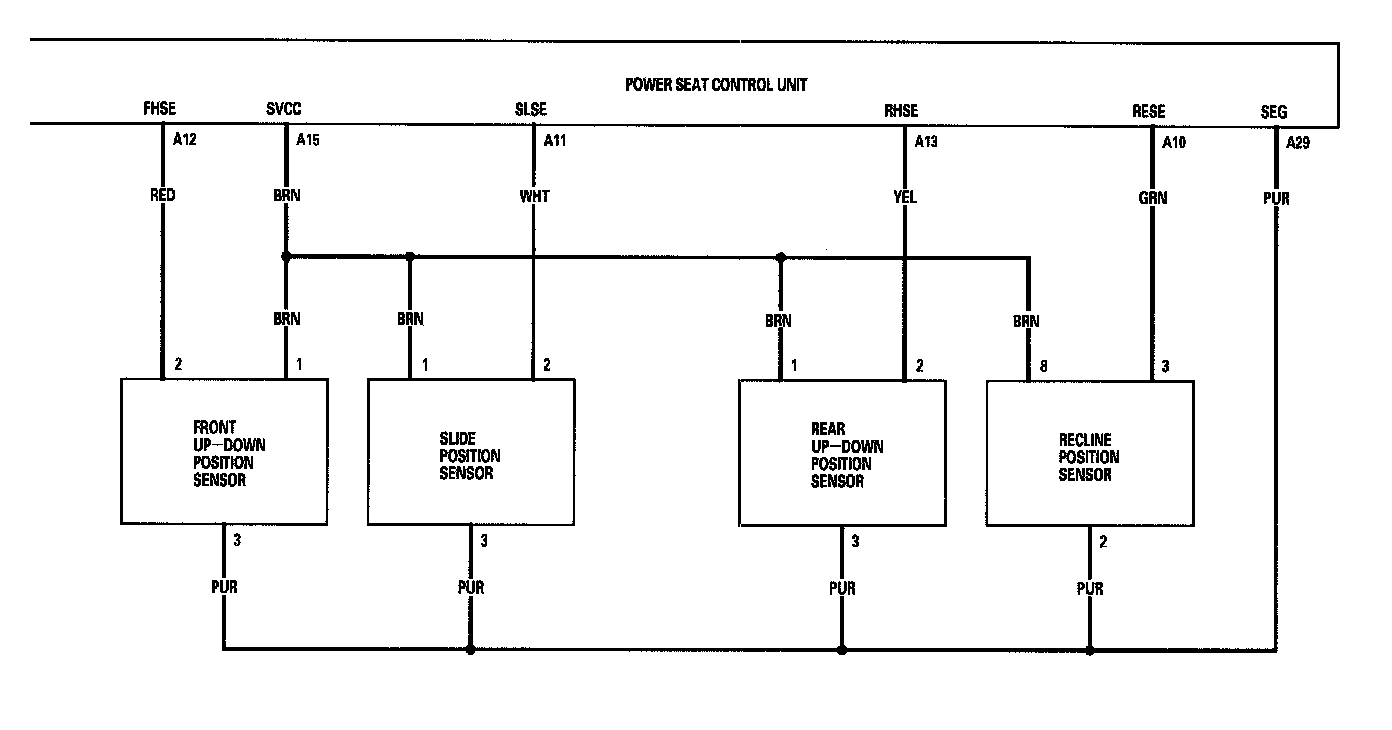 POWER SEAT CONTROL UNIT
FHSE SVCC SLSE RHSE RESE SEG
A12 A15 A11 A13 A10 A29
RED BRN WHT YEL GRN PUR
BRN BRN BRN BRN
2 1 1 2 1 2 8 3
FRONT
UP-DOWN
POSITION
SENSOR
SLIDE
POSITION
SENSOR
REAR
UP-DOWN
POSITION
SENSOR
RECLINE
POSITION
SENSOR
3 3 3 2
PUR PUR PUR PUR